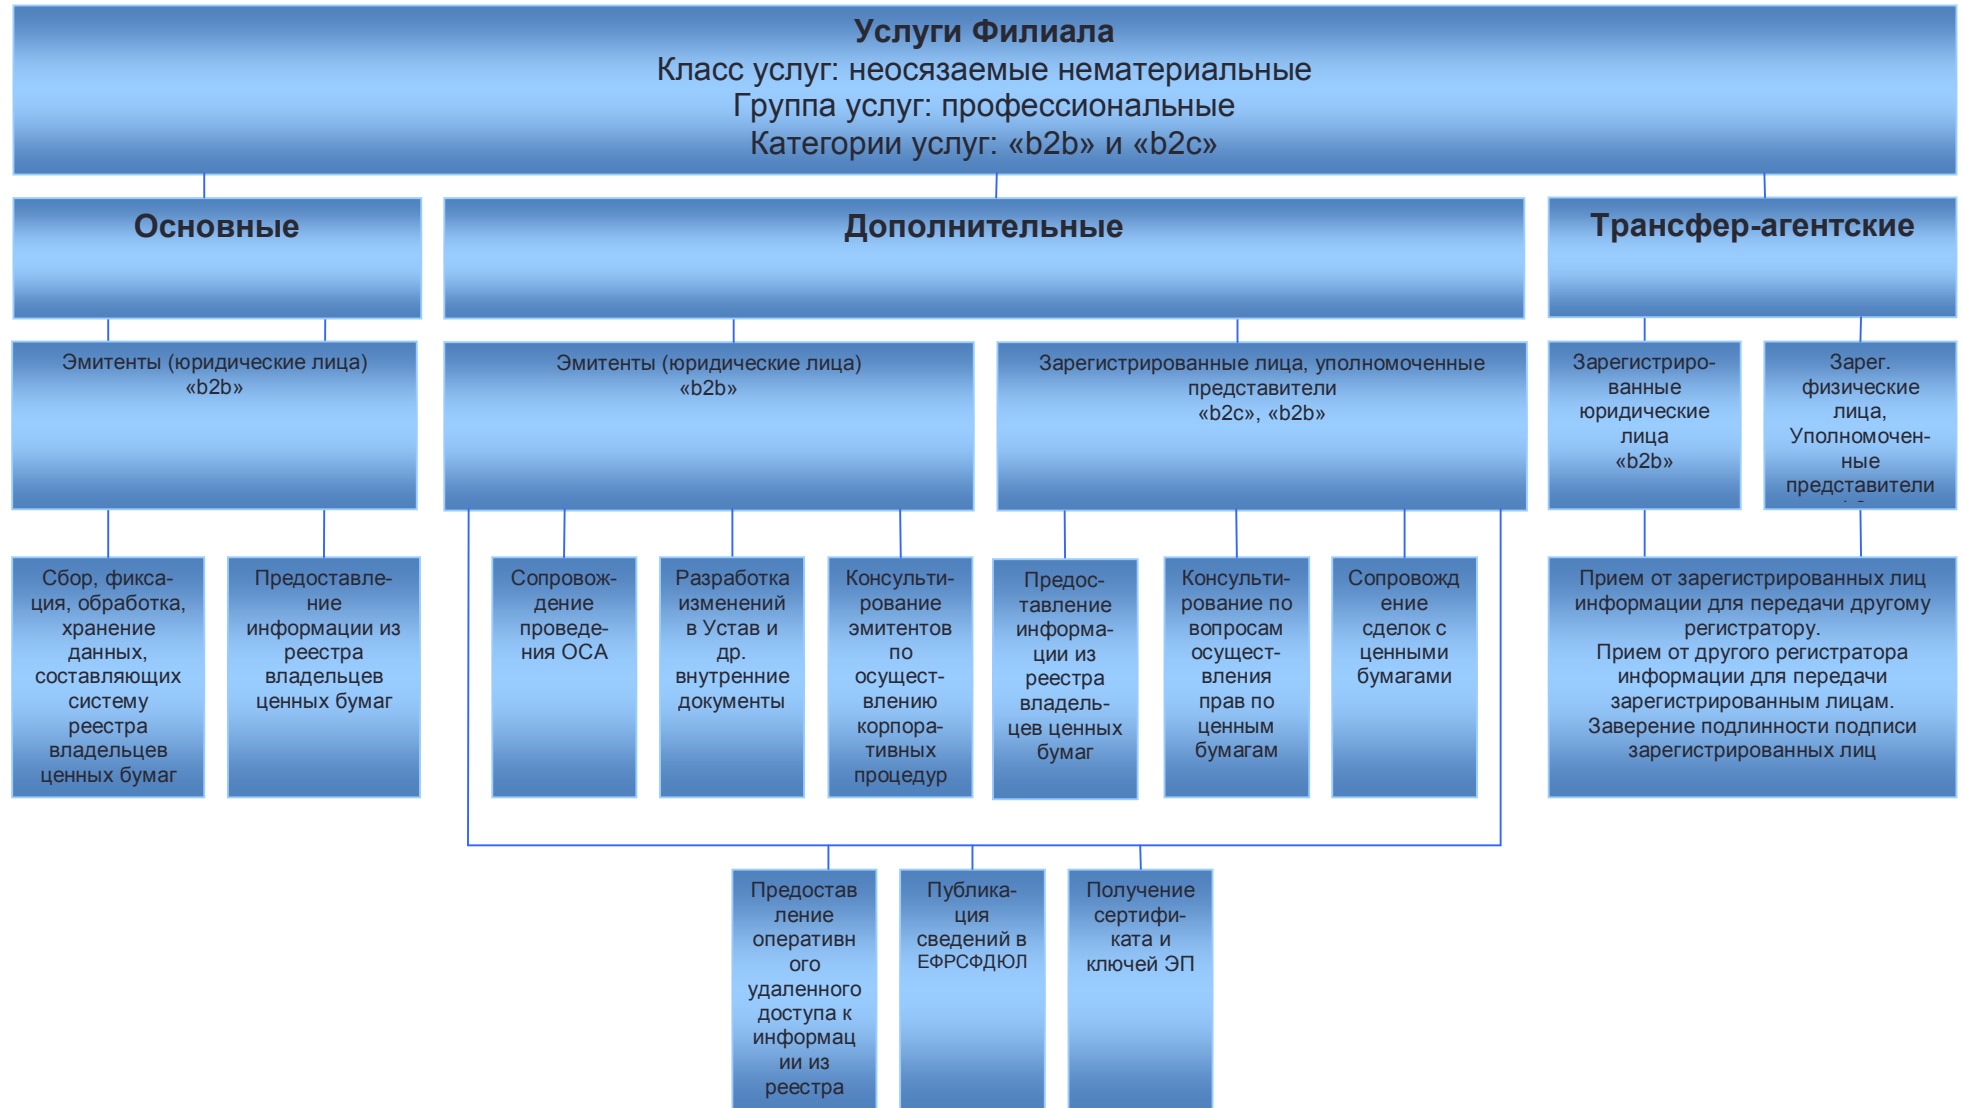 Услуги Филиала
Класс услуг: неосязаемые нематериальные
Группа услуг: профессиональные
Категории услуг: «b2b» и «b2c»
Основные
Дополнительные
Трансфер-агентские
Эмитенты (юридические лица)
«b2b»
Эмитенты (юридические лица)
«b2b»
Зарегистрированные лица, уполномоченные
представители
«b2c», «b2b»
Зарегистриро-
ванные
юридические
лица
«b2b»
Зарег.
физические
лица,
Уполномочен-
ные
представители
Сбор, фикса-
ция, обработка,
хранение
данных,
составляющих
систему
реестра
владельцев
ценных бумаг
Предоставле-
ние
информации из
реестра
владельцев
ценных бумаг
Сопровож-
дение
проведе-
ния ОСА
Разработка
изменений
в Устав и
др.
внутренние
документы
Консульти-
рование
эмитентов
по
осущест-
влению
корпора-
тивных
процедур
Предос-
тавление
информа-
ции из
реестра
владель-
цев ценных
бумаг
Консульти-
рование по
вопросам
осущест-
вления
прав по
ценным
бумагам
Сопровожд
ение
сделок с
ценными
бумагами
Прием от зарегистрированных лиц
информации для передачи другому
регистратору.
Прием от другого регистратора
информации для передачи
зарегистрированным лицам.
Заверение подлинности подписи
зарегистрированных лиц
Предостав
ление
оперативн
ого
удаленного
доступа к
информац
ии из
реестра
Публика-
ция
сведений в
ЕФРСФДЮЛ
Получение
сертифи-
ката и
ключей ЭП